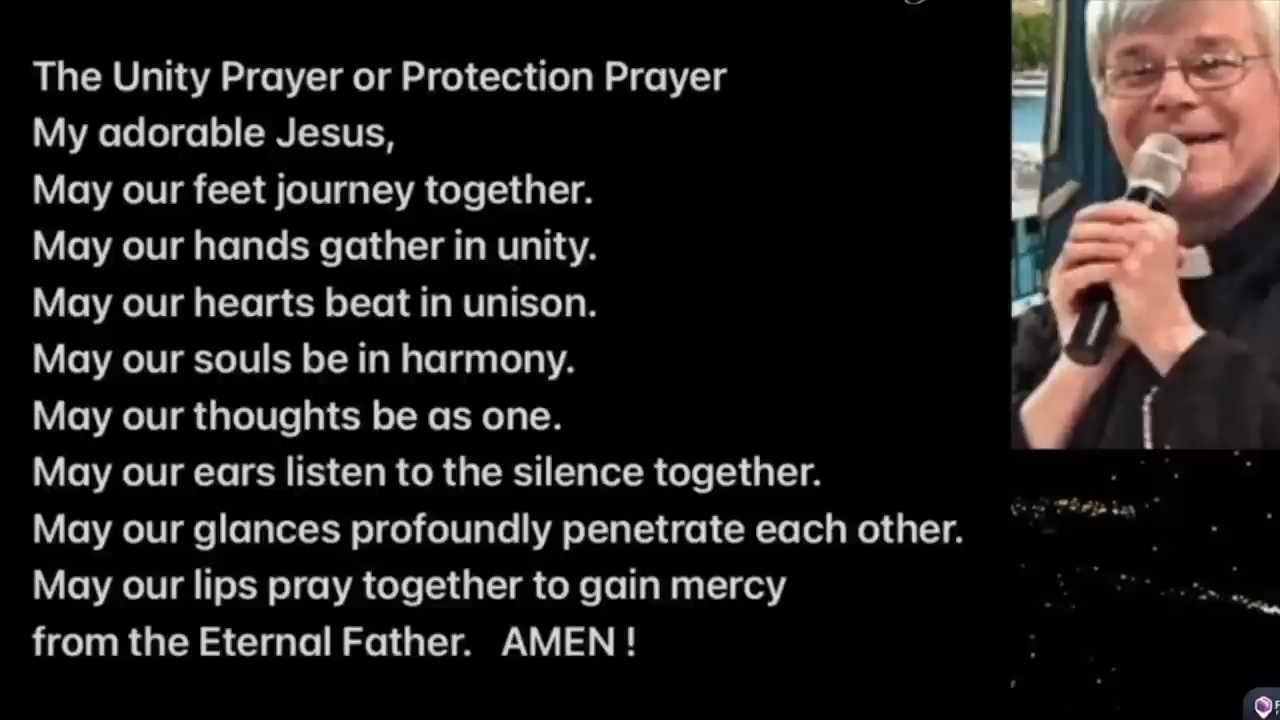 The Unity Prayer or Protection Prayer
My adorable Jesus,
May our feet journey together.
May our hands gather in unity.
May our hearts beat in unison.
May our souls be in harmony.
May our thoughts be as one.
May our ears listen to the silence together.
May our glances profoundly penetrate each other.
May our lips pray together to gain mercy
from the Eternal Father.   AMEN !